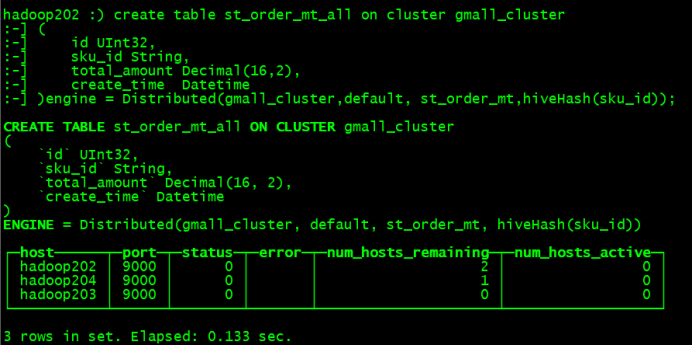 hadoop202 :) create table st_order_mt_all on cluster gmall_cluster
:-] (
:-]     id UInt32,
:-]     sku_id String,
:-]     total_amount Decimal(16,2),
:-]     create_time  Datetime
:-] )engine = Distributed(gmall_cluster,default, st_order_mt,hiveHash(sku_id));
CREATE TABLE st_order_mt_all ON CLUSTER gmall_cluster
(
    `id` UInt32,
    `sku_id` String,
    `total_amount` Decimal(16, 2),
    `create_time` Datetime
)
ENGINE = Distributed(gmall_cluster, default, st_order_mt, hiveHash(sku_id))
host port status error num_hosts_remaining num_hosts_active
hadoop202 9000 0 2 0
hadoop204 9000 0 1 0
hadoop203 9000 0 0 0
3 rows in set. Elapsed: 0.133 sec.